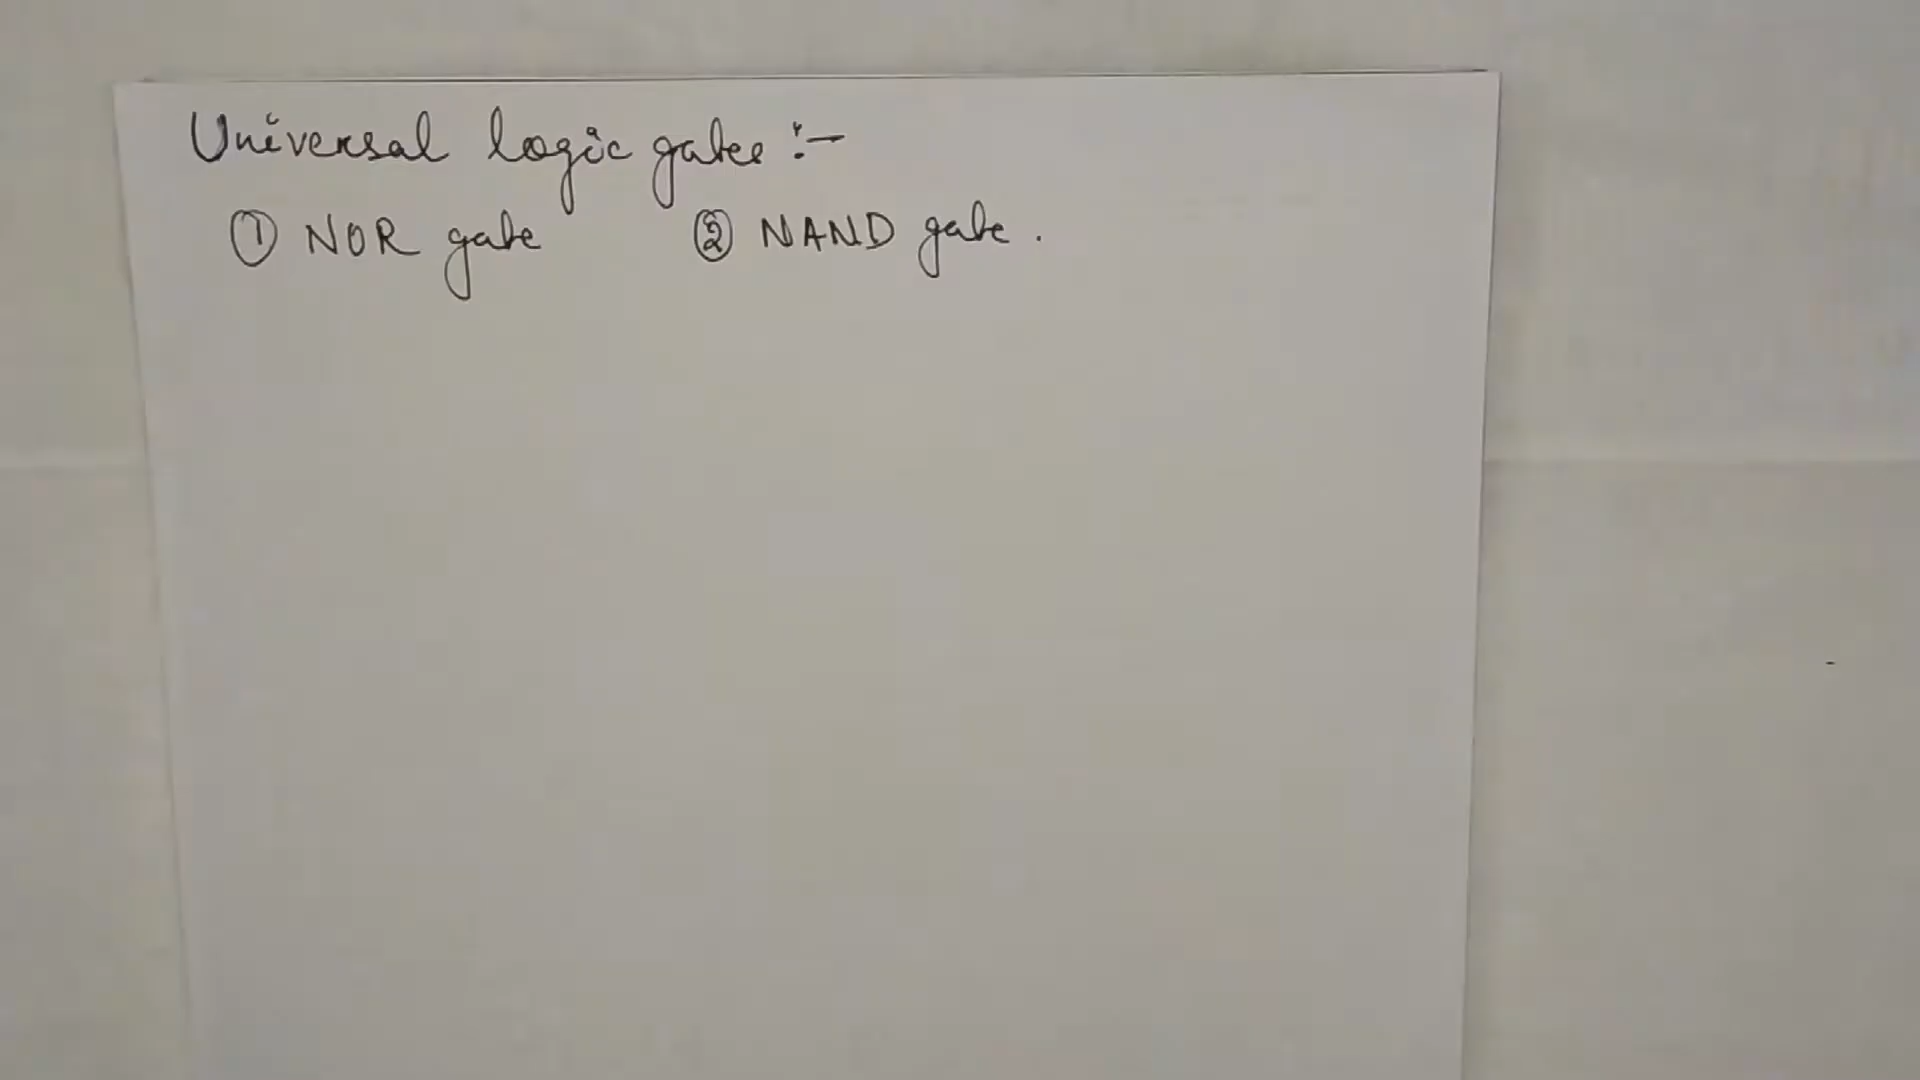 Universal logic gates :-
① NOR gate ② NAND gate .